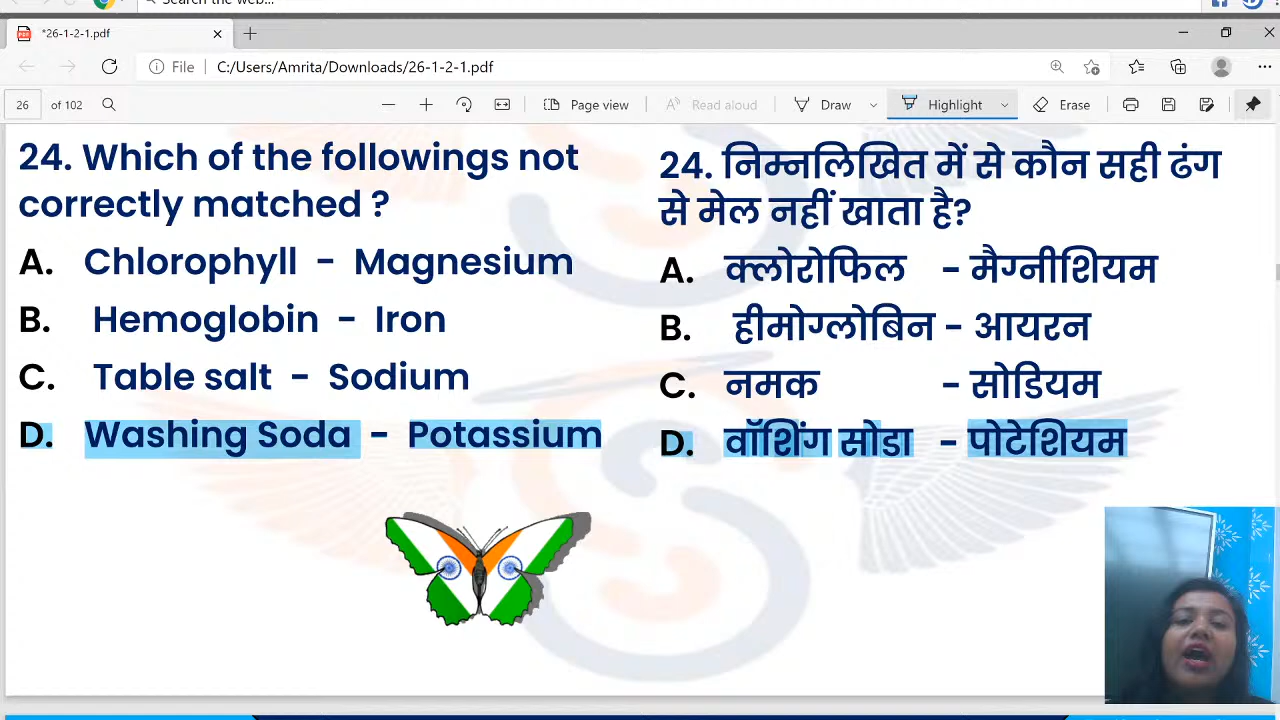 Search the web...
*26-1-2-1.pdf
File C:/Users/Amrita/Downloads/26-1-2-1.pdf
26 of 102 Page view Read aloud Draw Highlight Erase
24. Which of the followings not
correctly matched ?
A. Chlorophyll - Magnesium
B. Hemoglobin - Iron
C. Table salt - Sodium
D. Washing Soda - Potassium
24. निम्नलिखित में से कौन सही ढंग
से मेल नहीं खाता है?
A. क्लोरोफिल - मैग्नीशियम
B. हीमोग्लोबिन - आयरन
C. नमक - सोडियम
D. वॉशिंग सोडा - पोटेशियम